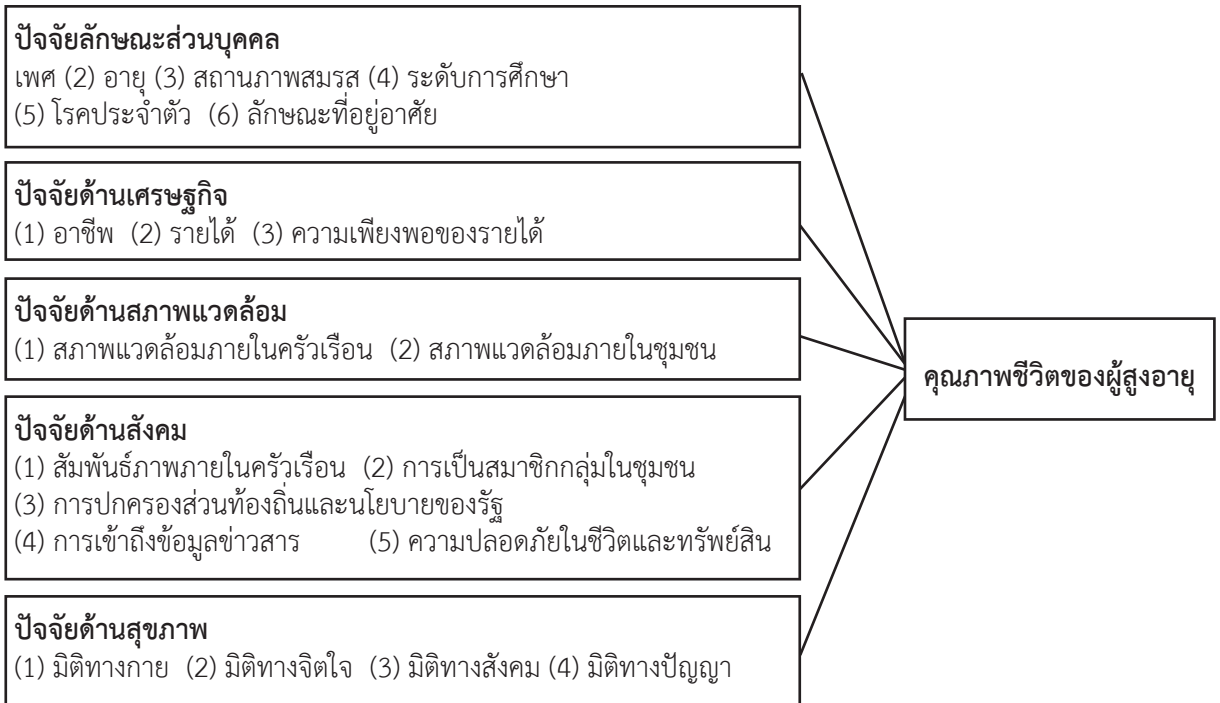 ปัจจัยลักษณะส่วนบุคคล
เพศ (2) อายุ (3) สถานภาพสมรส (4) ระดับการศึกษา
(5) โรคประจำตัว (6) ลักษณะที่อยู่อาศัย
ปัจจัยด้านเศรษฐกิจ
(1) อาชีพ (2) รายได้ (3) ความเพียงพอของรายได้
ปัจจัยด้านสภาพแวดล้อม
(1) สภาพแวดล้อมภายในครัวเรือน (2) สภาพแวดล้อมภายในชุมชน
ปัจจัยด้านสังคม
(1) สัมพันธ์ภาพภายในครัวเรือน (2) การเป็นสมาชิกกลุ่มในชุมชน
(3) การปกครองส่วนท้องถิ่นและนโยบายของรัฐ
(4) การเข้าถึงข้อมูลข่าวสาร (5) ความปลอดภัยในชีวิตและทรัพย์สิน
ปัจจัยด้านสุขภาพ
(1) มิติทางกาย (2) มิติทางจิตใจ (3) มิติทางสังคม (4) มิติทางปัญญา
คุณภาพชีวิตของผู้สูงอายุ